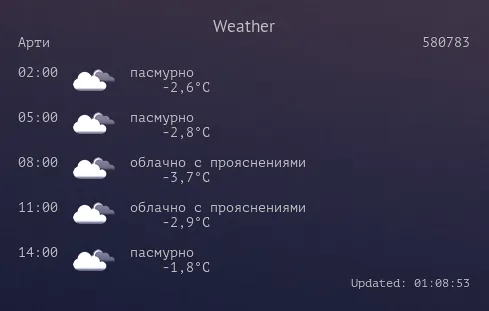 Weather
Арти 580783
02:00 пасмурно
-2,6°C
05:00 пасмурно
-2,8°C
08:00 облачно с прояснениями
-3,7°C
11:00 облачно с прояснениями
-2,9°C
14:00 пасмурно
-1,8°C
Updated: 01:08:53